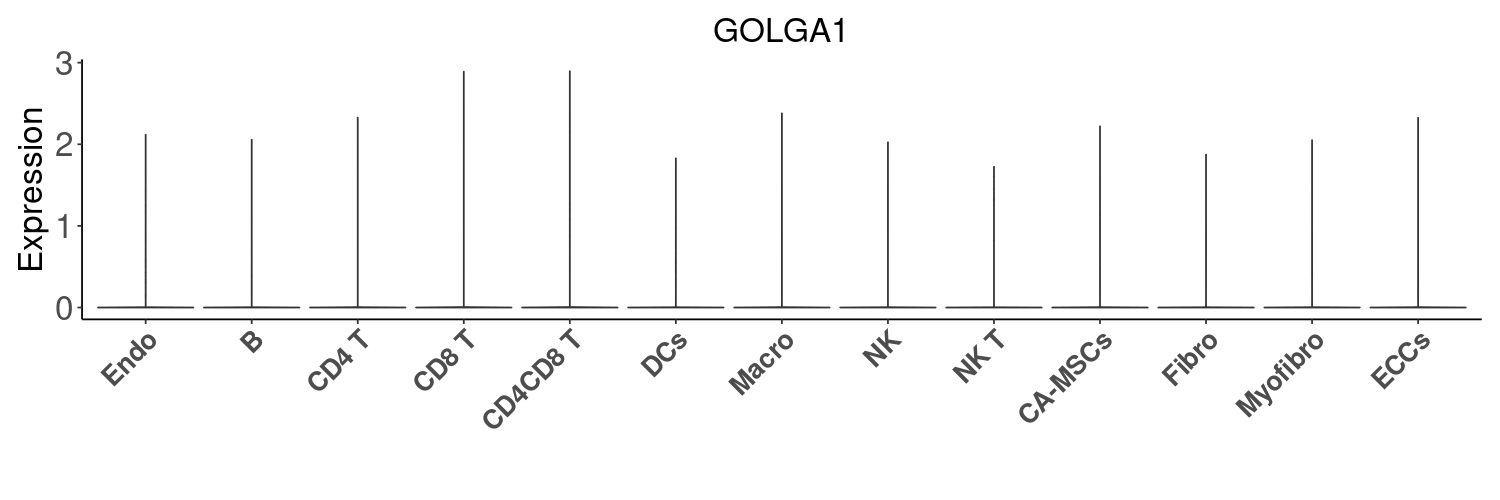 GOLGA1
Expression
3
2
1
0
Endo
B
CD4 T
CD8 T
CD4CD8 T
DCs
Macro
NK
NK T
CA-MSCs
Fibro
Myofibro
ECCs